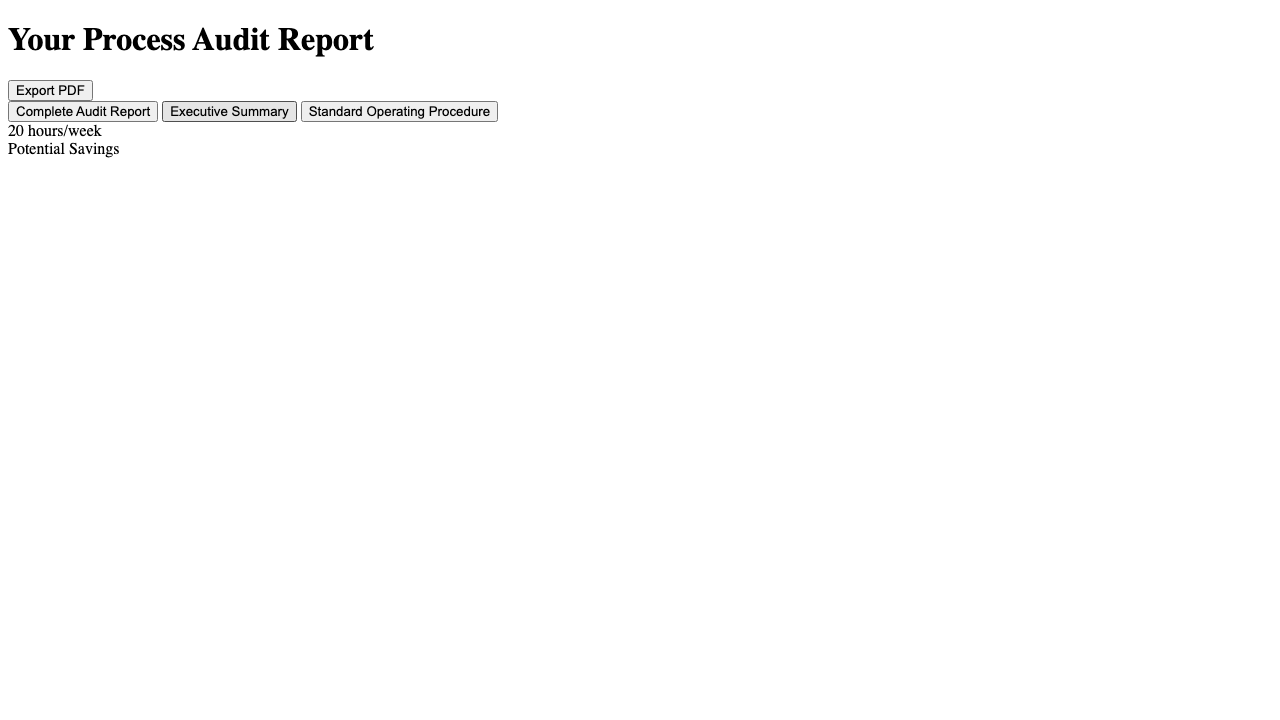 Your Process Audit Report
Export PDF
Complete Audit Report Executive Summary Standard Operating Procedure
20 hours/week
Potential Savings